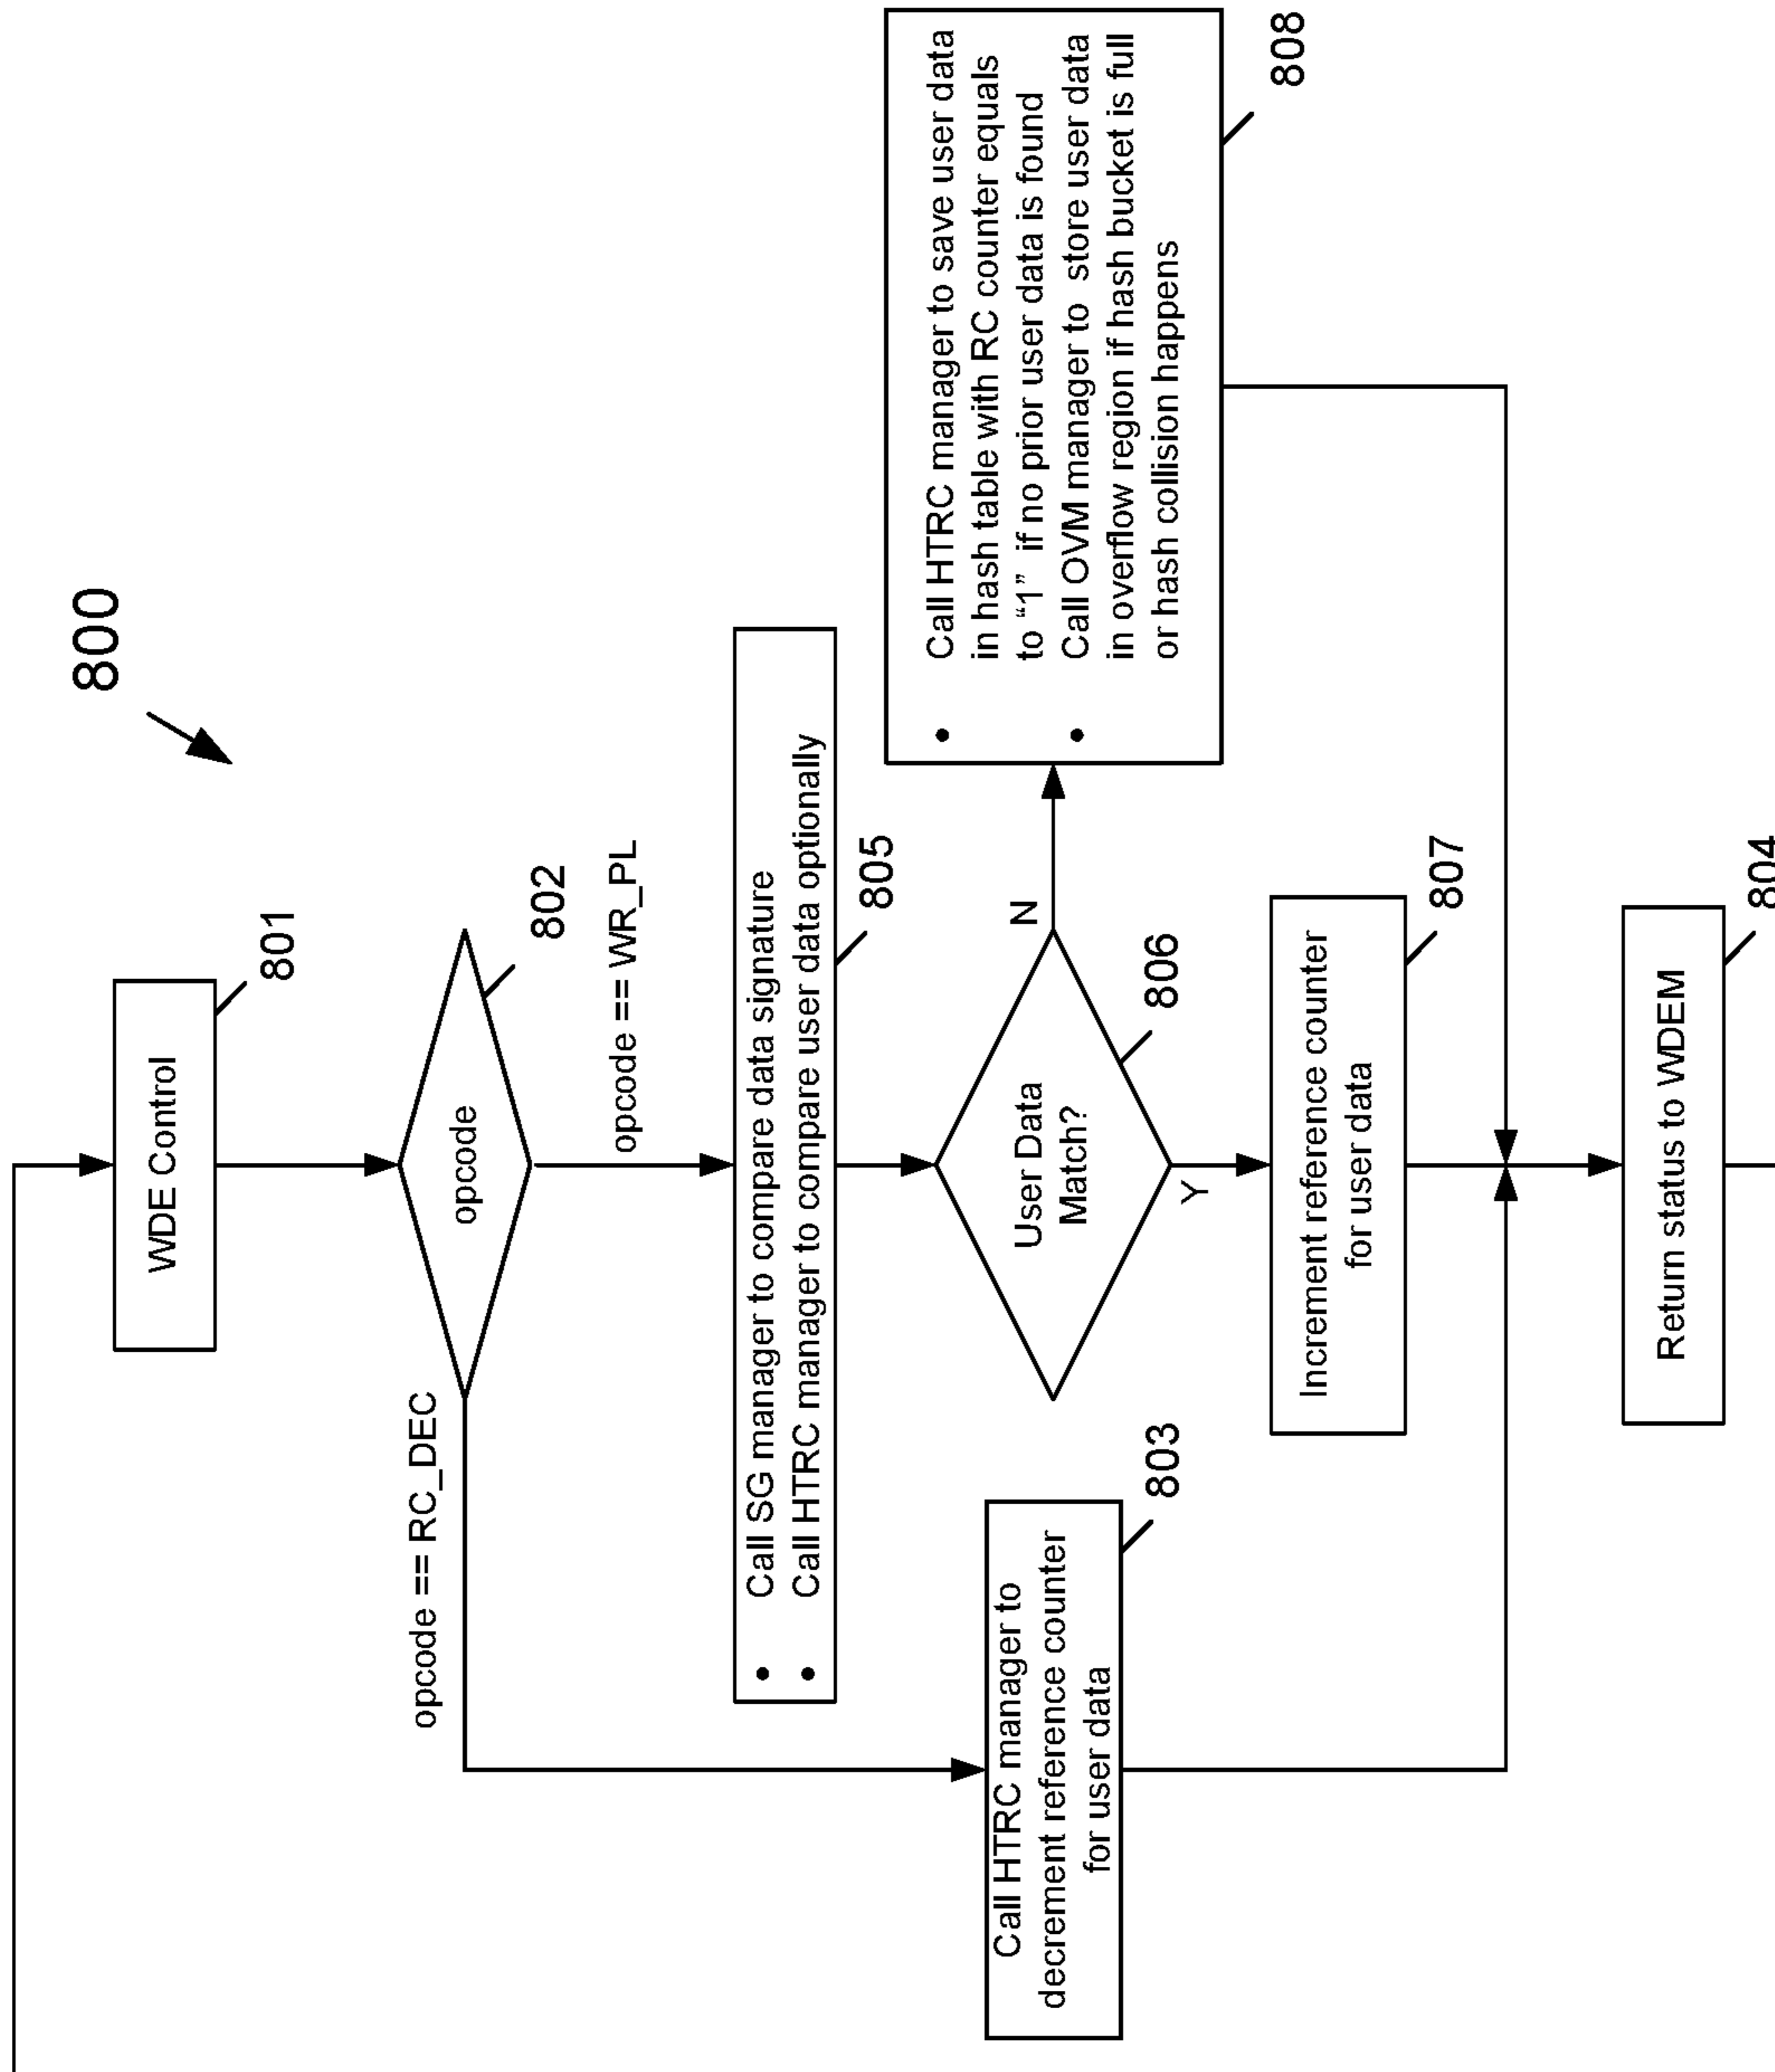 800
WDE Control
801
opcode
802
opcode == RC_DEC
opcode == WR_PL
• Call SG manager to compare data signature
• Call HTRC manager to compare user data optionally
805
User Data
Match?
806
N
Y
• Call HTRC manager to save user data
in hash table with RC counter equals
to “1” if no prior user data is found
• Call OVM manager to store user data
in overflow region if hash bucket is full
or hash collision happens
808
Call HTRC manager to
decrement reference counter
for user data
803
Increment reference counter
for user data
807
Return status to WDEM
804